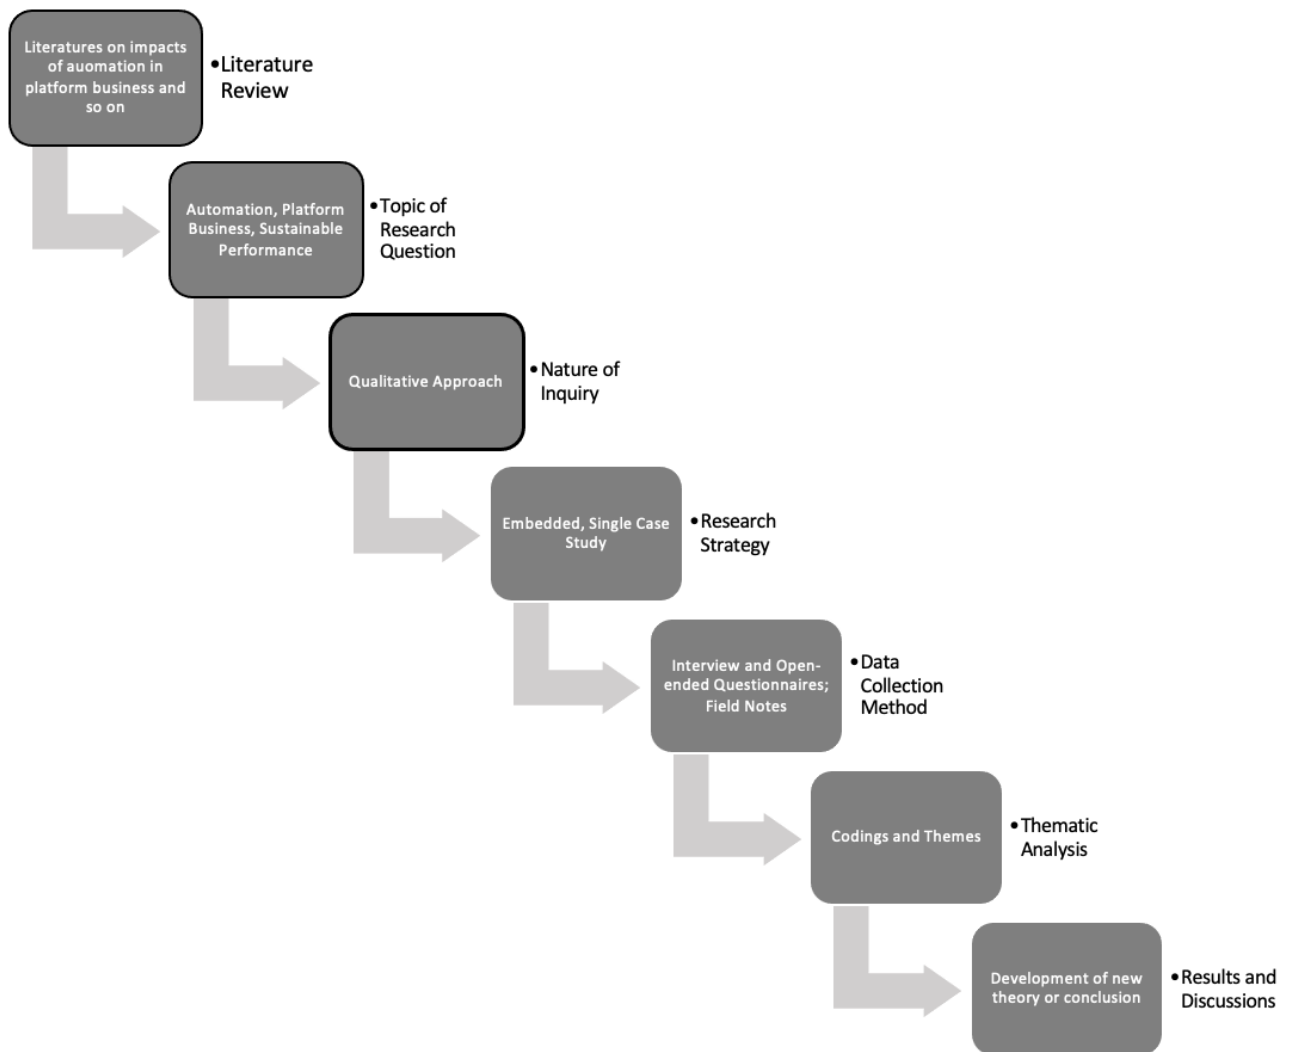 Literatures on impacts
of auomation in
platform business and
so on
•Literature
Review
Automation, Platform
Business, Sustainable
Performance
•Topic of
Research
Question
Qualitative Approach
•Nature of
Inquiry
Embedded, Single Case
Study
•Research
Strategy
Interview and Open-
ended Questionnaires;
Field Notes
•Data
Collection
Method
Codings and Themes
•Thematic
Analysis
Development of new
theory or conclusion
•Results and
Discussions